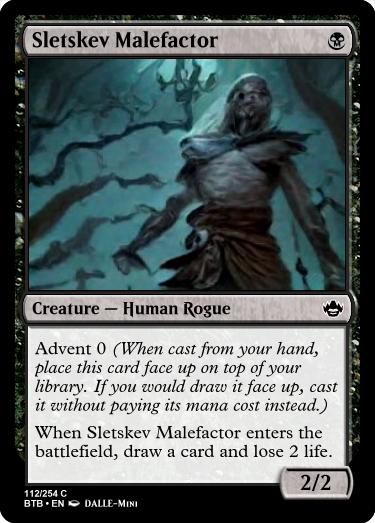 Sletskev Malefactor
Creature — Human Rogue
Advent 0 (When cast from your hand,
place this card face up on top of your
library. If you would draw it face up, cast
it without paying its mana cost instead.)
When Sletskev Malefactor enters the
battlefield, draw a card and lose 2 life.
2/2
112/254 C
BTB • EN DALLE-Mini